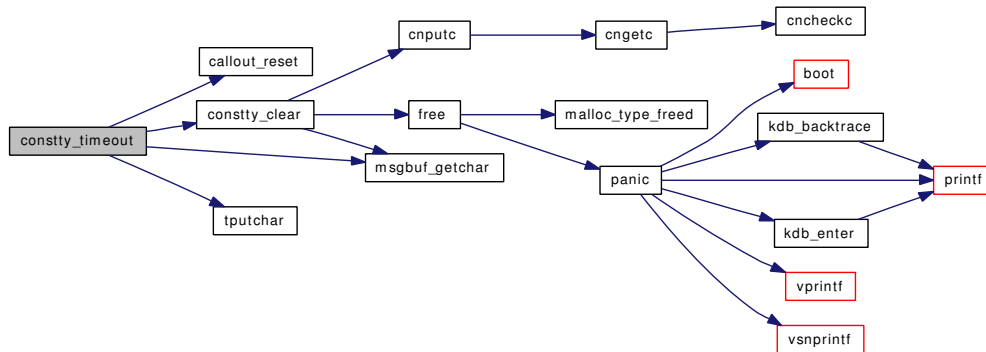 constty_timeout
callout_reset
constty_clear
msgbuf_getchar
tputchar
cnputc
free
cngetc
malloc_type_freed
panic
cncheckc
boot
kdb_backtrace
kdb_enter
vprintf
vsnprintf
printf